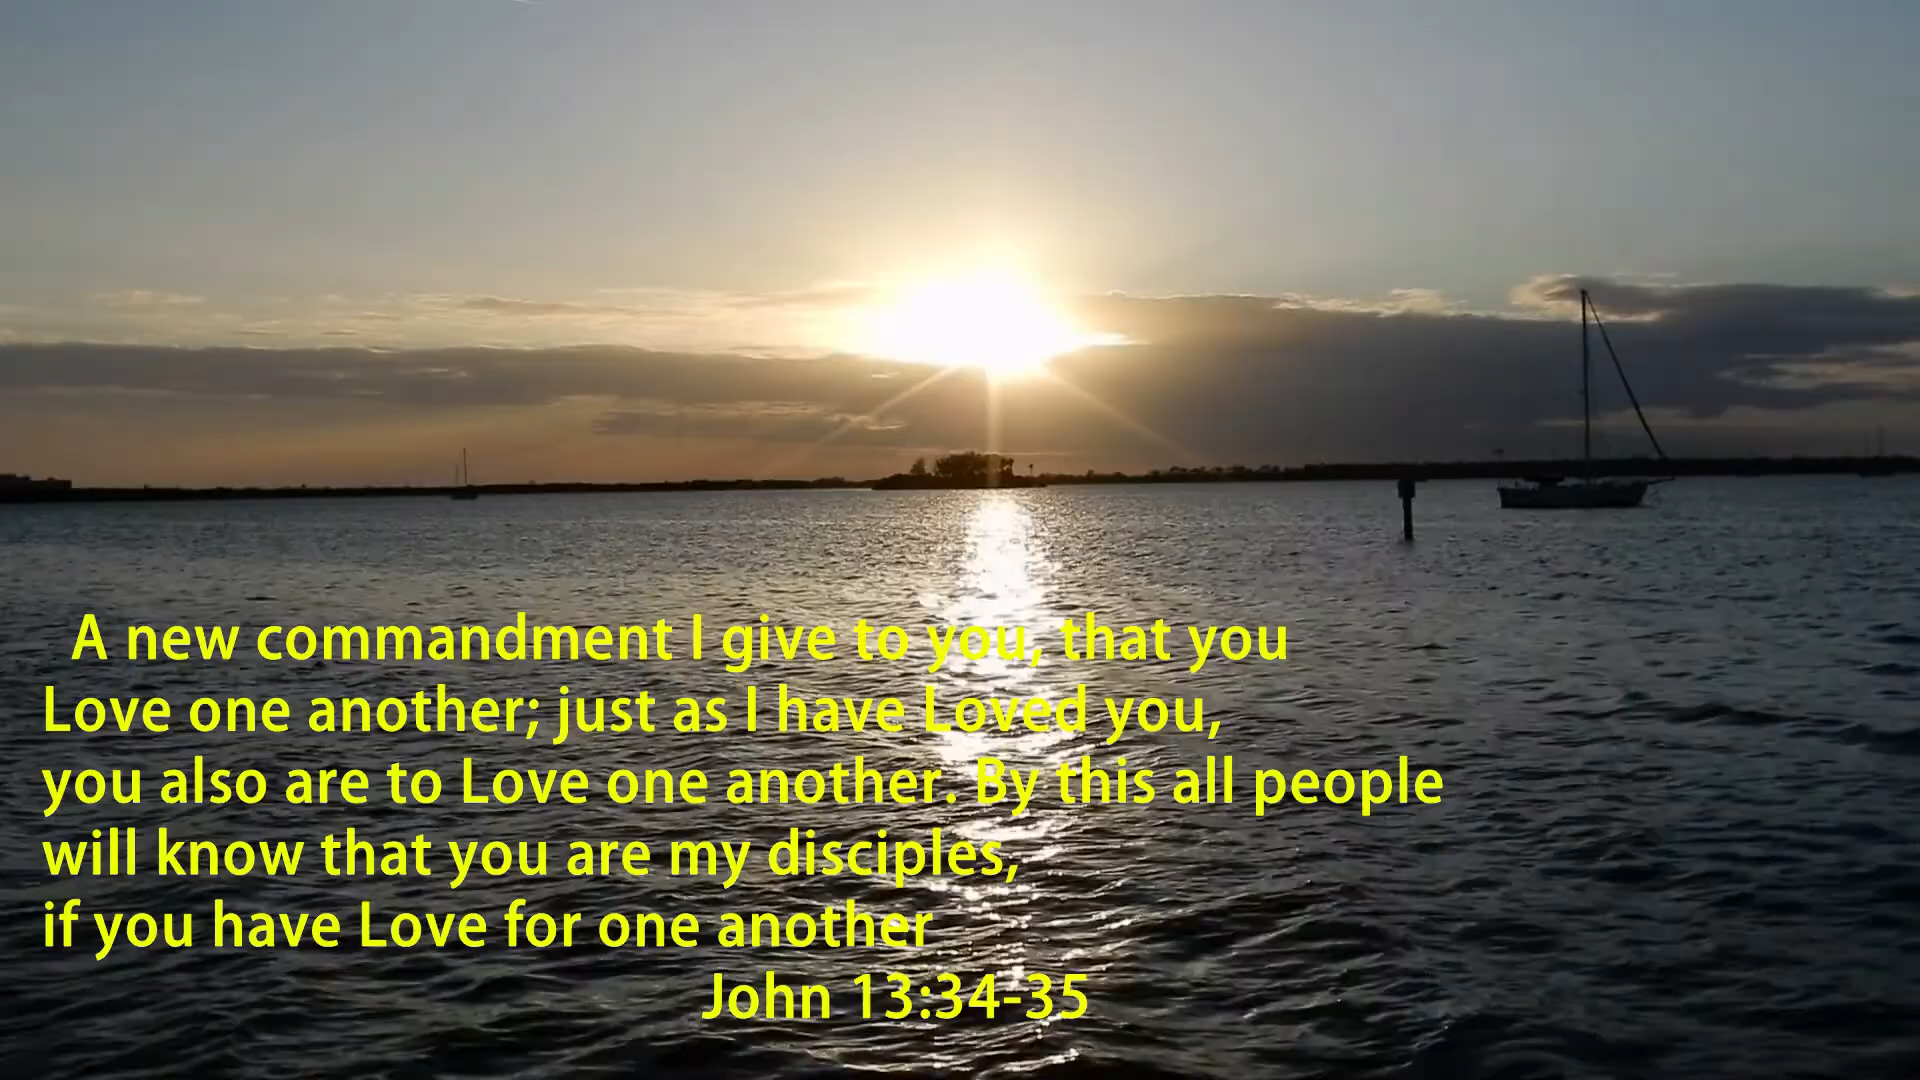 A new commandment I give to you, that you
Love one another; just as I have Loved you,
you also are to Love one another. By this all people
will know that you are my disciples,
if you have Love for one another
John 13:34-35